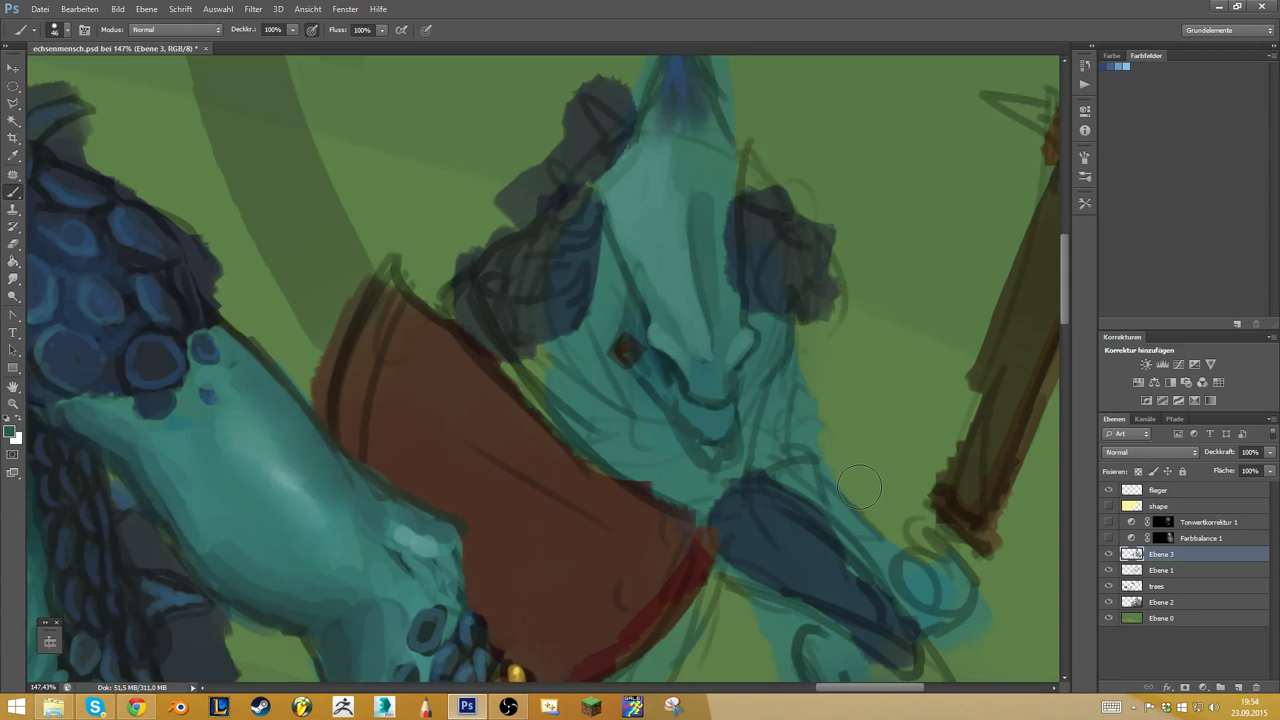 Ps Datei Bearbeiten Bild Ebene Schrift Auswahl Filter 3D Ansicht Fenster Hilfe
46 Modus: Normal Deckkr.: 100% Fluss: 100% Grundelemente
echsenmensch.psd bei 147% (Ebene 3, RGB/8) * ×
Farbe Farbfelder
Korrekturen
Korrektur hinzufügen
Ebenen Kanäle Pfade
Art
Normal Deckkraft: 100%
Fixieren: Fläche: 100%
flieger
shape
Tonwertkorrektur 1
Farbbalance 1
Ebene 3
Ebene 1
trees
Ebene 2
Ebene 0
147,43% Dok: 51,5 MB/311,0 MB
19:54
23.09.2015